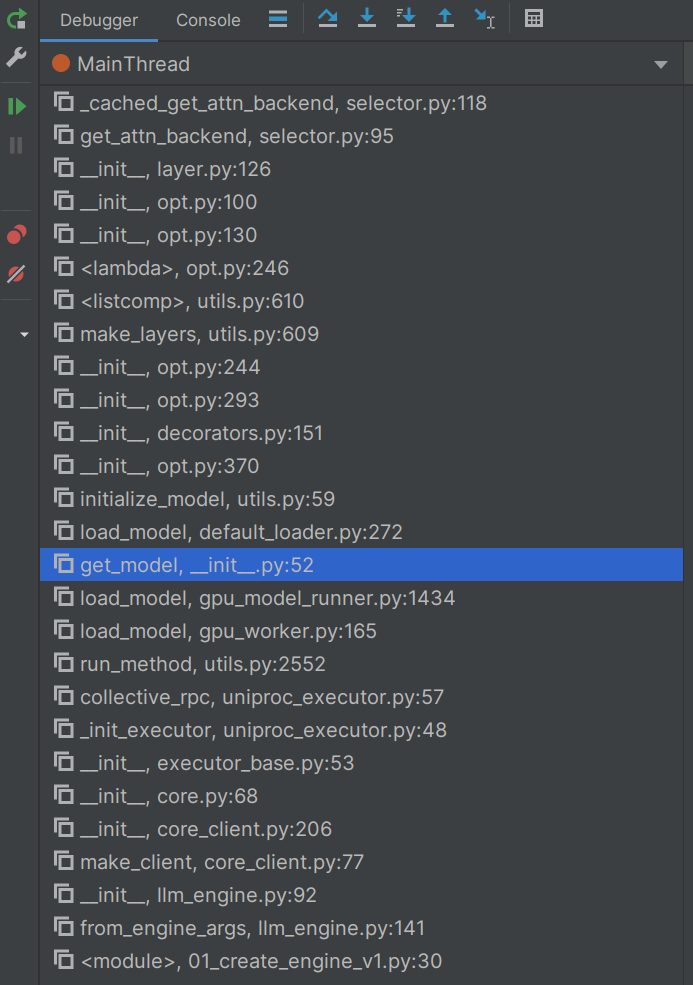 Debugger Console
MainThread
_cached_get_attn_backend, selector.py:118
get_attn_backend, selector.py:95
__init__, layer.py:126
__init__, opt.py:100
__init__, opt.py:130
<lambda>, opt.py:246
<listcomp>, utils.py:610
make_layers, utils.py:609
__init__, opt.py:244
__init__, opt.py:293
__init__, decorators.py:151
__init__, opt.py:370
initialize_model, utils.py:59
load_model, default_loader.py:272
get_model, __init__.py:52
load_model, gpu_model_runner.py:1434
load_model, gpu_worker.py:165
run_method, utils.py:2552
collective_rpc, uniproc_executor.py:57
_init_executor, uniproc_executor.py:48
__init__, executor_base.py:53
__init__, core.py:68
__init__, core_client.py:206
make_client, core_client.py:77
__init__, llm_engine.py:92
from_engine_args, llm_engine.py:141
<module>, 01_create_engine_v1.py:30